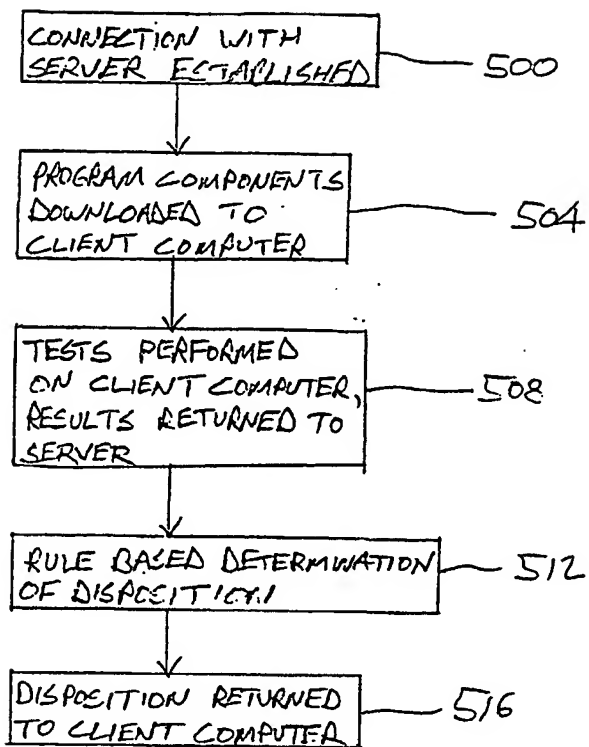 CONNECTION WITH
SERVER ESTABLISHED
500
PROGRAM COMPONENTS
DOWNLOADED TO
CLIENT COMPUTER
504
TESTS PERFORMED
ON CLIENT COMPUTER,
RESULTS RETURNED TO
SERVER
508
RULE BASED DETERMINATION
OF DISPOSITION
512
DISPOSITION RETURNED
TO CLIENT COMPUTER
516